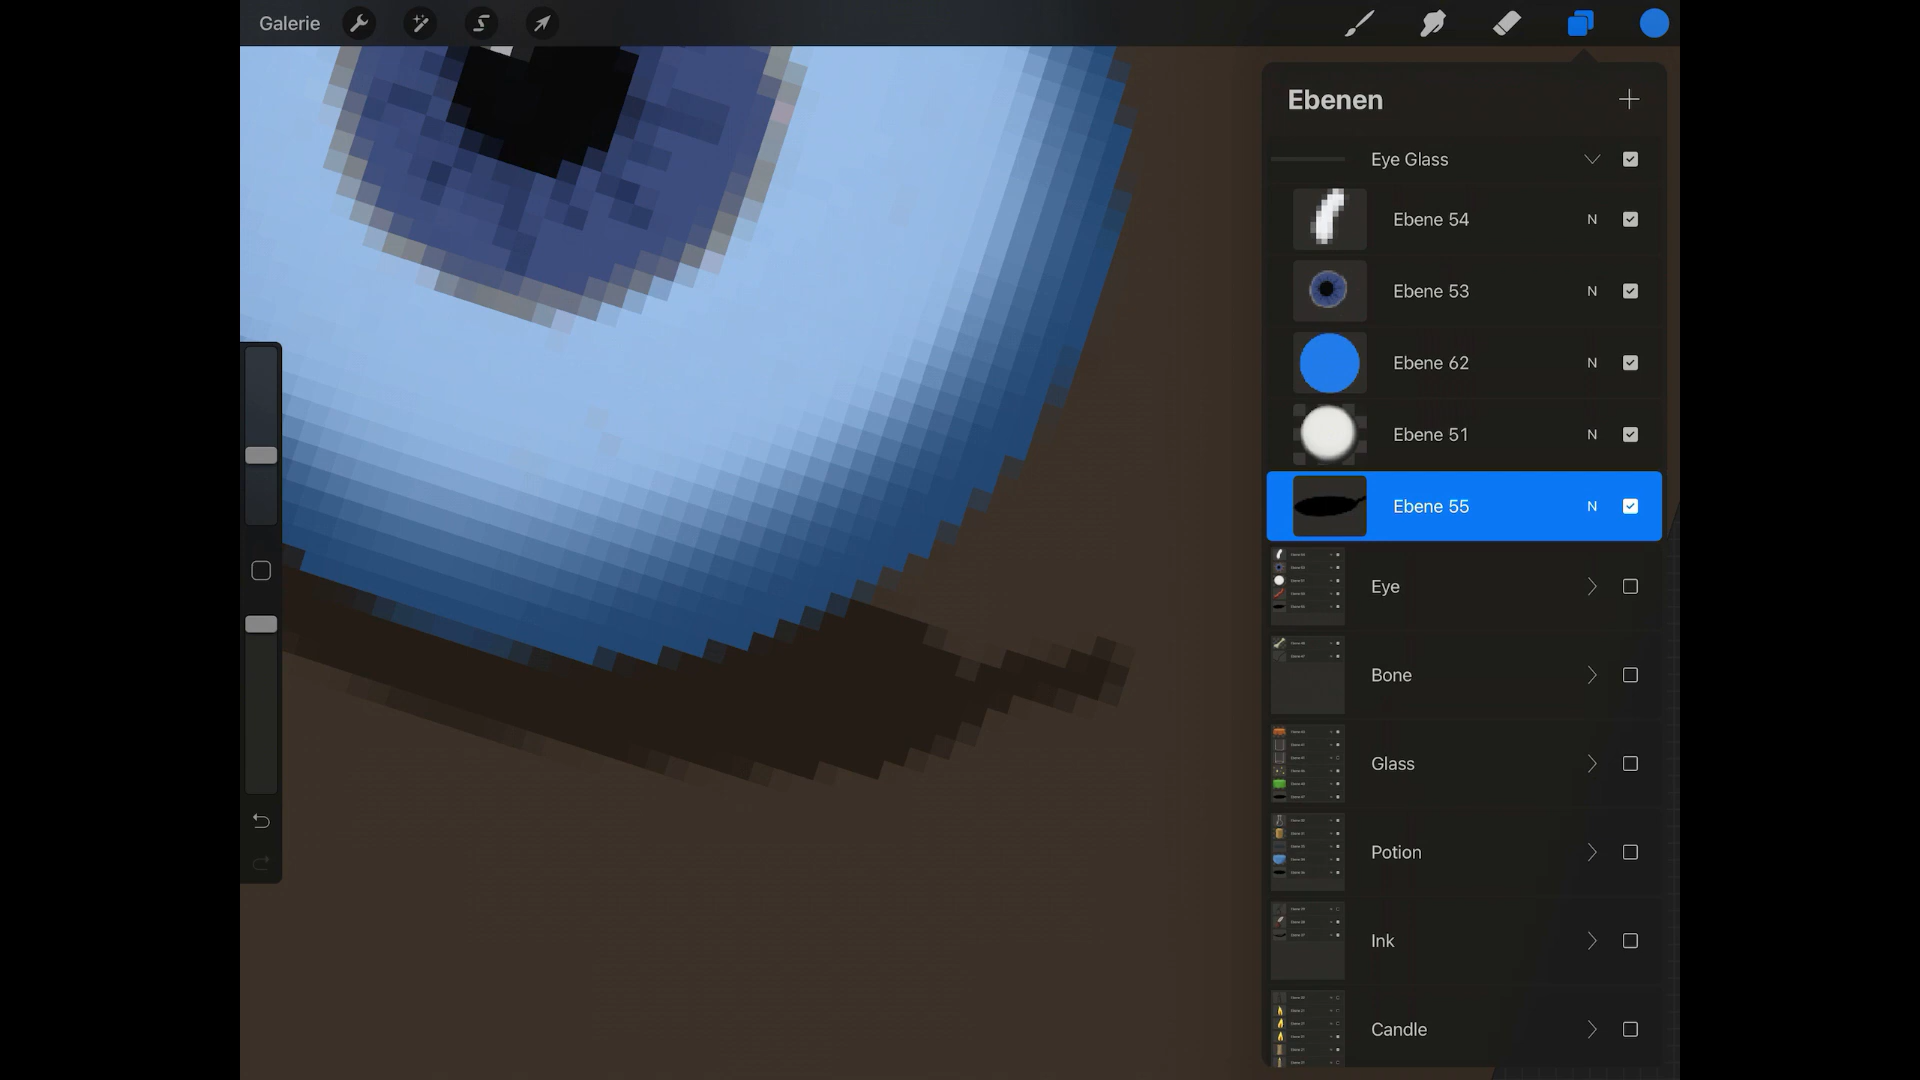 Galerie
Ebenen
Eye Glass
Ebene 54 N
Ebene 53 N
Ebene 62 N
Ebene 51 N
Ebene 55 N
Eye
Bone
Glass
Potion
Ink
Candle